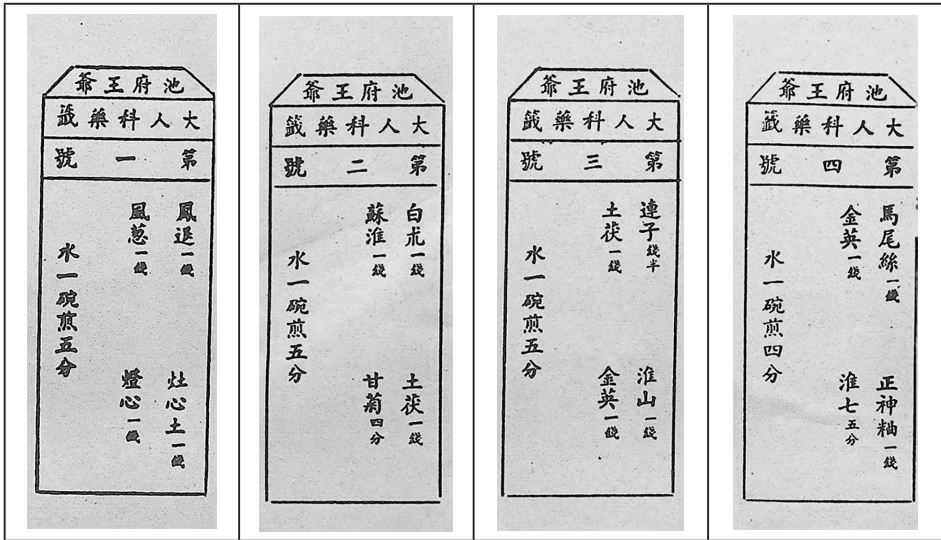 池府王爺
大人科藥籤
第一號
鳳退一錢 灶心土一錢
風蔥一錢 燈心一錢
水一碗煎五分
池府王爺
大人科藥籤
第二號
白朮一錢 土茯一錢
蘇淮一錢 甘菊四分
水一碗煎五分
池府王爺
大人科藥籤
第三號
連子錢半 淮山一錢
土茯一錢 金英一錢
水一碗煎五分
池府王爺
大人科藥籤
第四號
馬尾絲一錢 正神粬一錢
金英一錢 淮七五分
水一碗煎四分